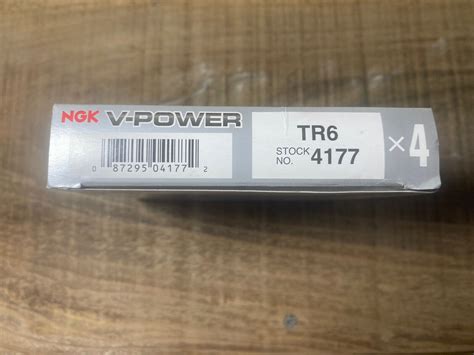 NGK V-POWER
0 87295 04177 2
TR6
STOCK NO. 4177
×4